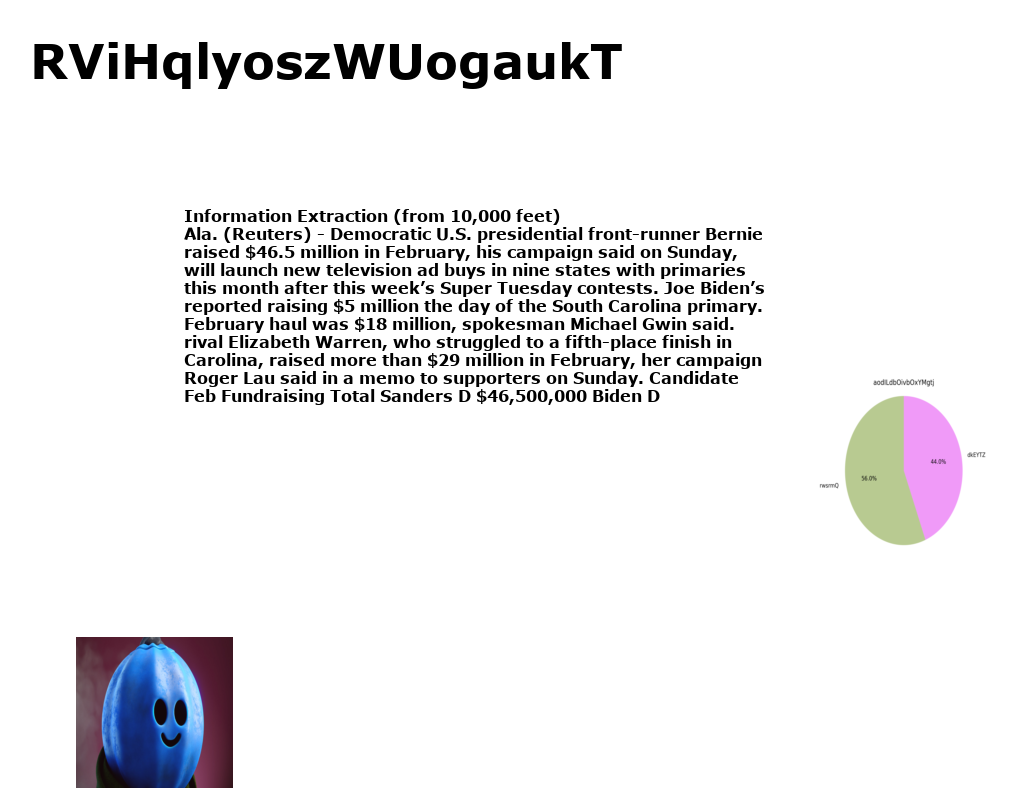 RViHqlyoszWUogaukT
Information Extraction (from 10,000 feet)
Ala. (Reuters) - Democratic U.S. presidential front-runner Bernie
raised $46.5 million in February, his campaign said on Sunday,
will launch new television ad buys in nine states with primaries
this month after this week’s Super Tuesday contests. Joe Biden’s
reported raising $5 million the day of the South Carolina primary.
February haul was $18 million, spokesman Michael Gwin said.
rival Elizabeth Warren, who struggled to a fifth-place finish in
Carolina, raised more than $29 million in February, her campaign
Roger Lau said in a memo to supporters on Sunday. Candidate
Feb Fundraising Total Sanders D $46,500,000 Biden D
aodILdbOivbOxYMgtj
dkEYTZ
44.0%
56.0%
rwsrmQ